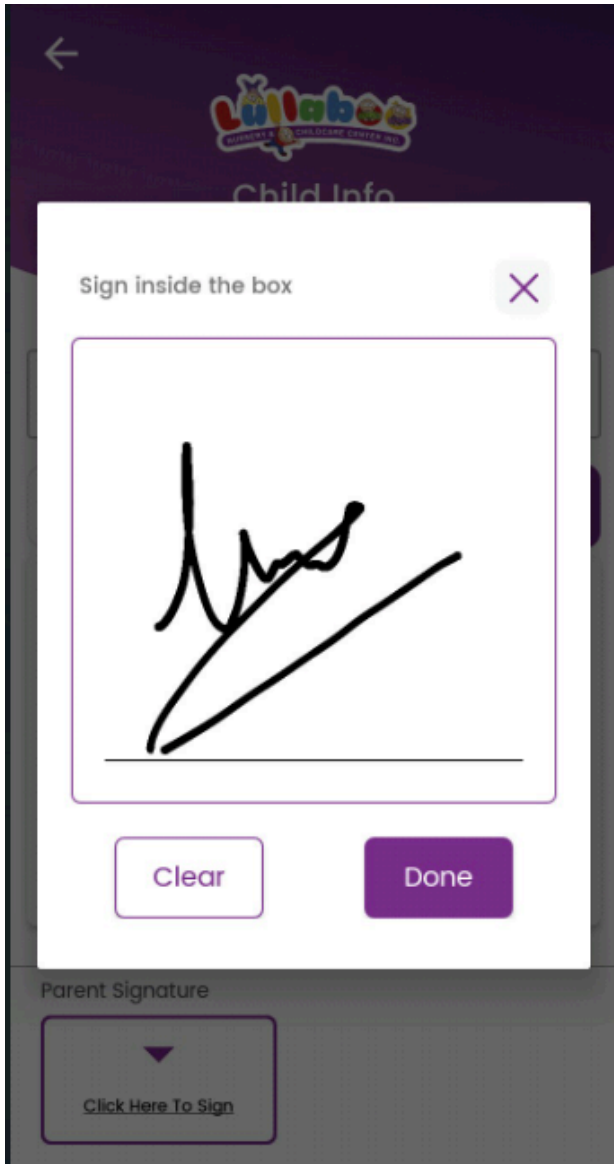 Lullaboo
NURSERY & CHILDCARE CENTER INC.
Child Info
Sign inside the box
Clear
Done
Parent Signature
Click Here To Sign